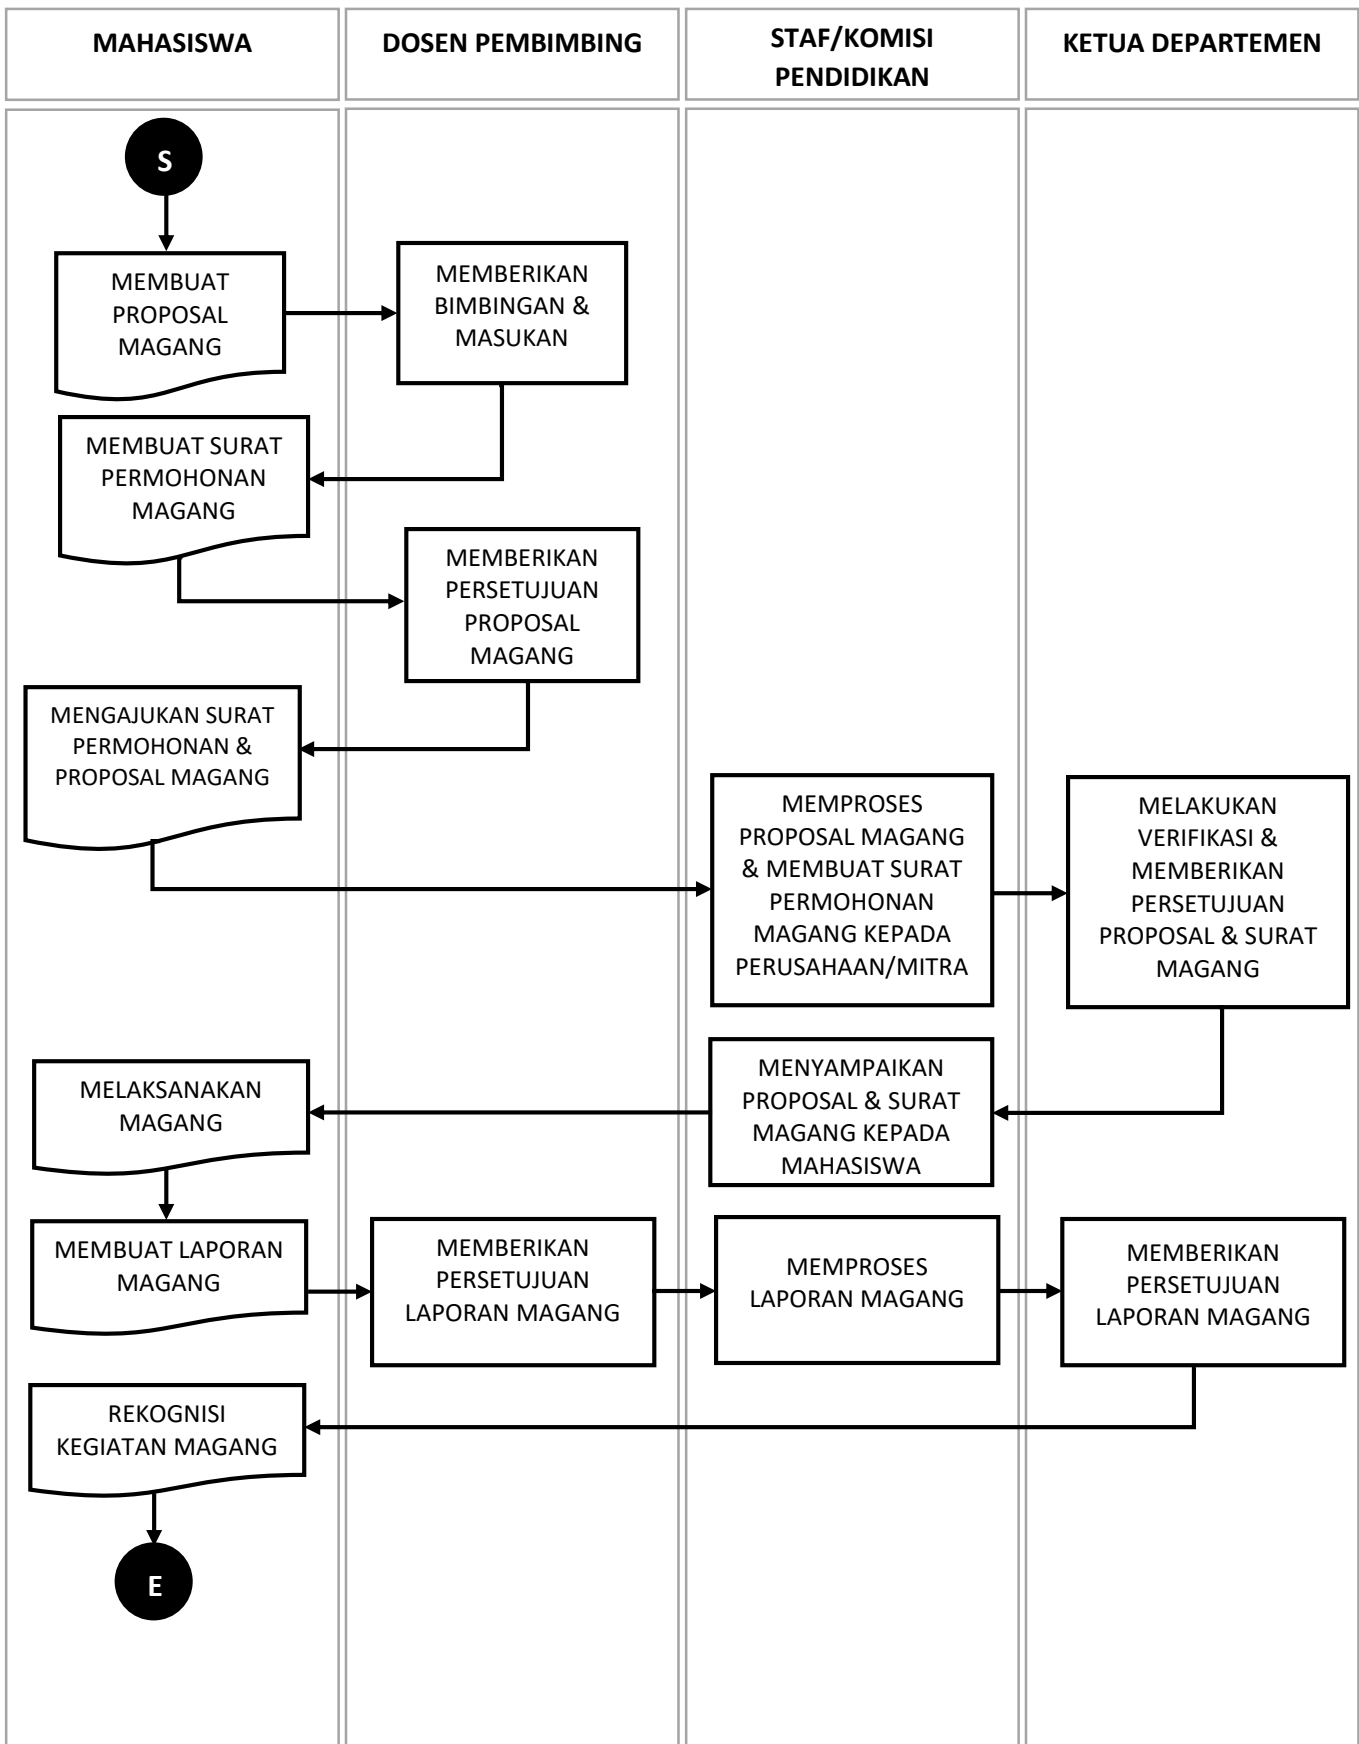 MAHASISWA
DOSEN PEMBIMBING
STAF/KOMISI
PENDIDIKAN
KETUA DEPARTEMEN
S
MEMBUAT
PROPOSAL
MAGANG
MEMBERIKAN
BIMBINGAN &
MASUKAN
MEMBUAT SURAT
PERMOHONAN
MAGANG
MEMBERIKAN
PERSETUJUAN
PROPOSAL
MAGANG
MENGAJUKAN SURAT
PERMOHONAN &
PROPOSAL MAGANG
MEMPROSES
PROPOSAL MAGANG
& MEMBUAT SURAT
PERMOHONAN
MAGANG KEPADA
PERUSAHAAN/MITRA
MELAKUKAN
VERIFIKASI &
MEMBERIKAN
PERSETUJUAN
PROPOSAL & SURAT
MAGANG
MENYAMPAIKAN
PROPOSAL & SURAT
MAGANG KEPADA
MAHASISWA
MELAKSANAKAN
MAGANG
MEMBUAT LAPORAN
MAGANG
MEMBERIKAN
PERSETUJUAN
LAPORAN MAGANG
MEMPROSES
LAPORAN MAGANG
MEMBERIKAN
PERSETUJUAN
LAPORAN MAGANG
REKOGNISI
KEGIATAN MAGANG
E